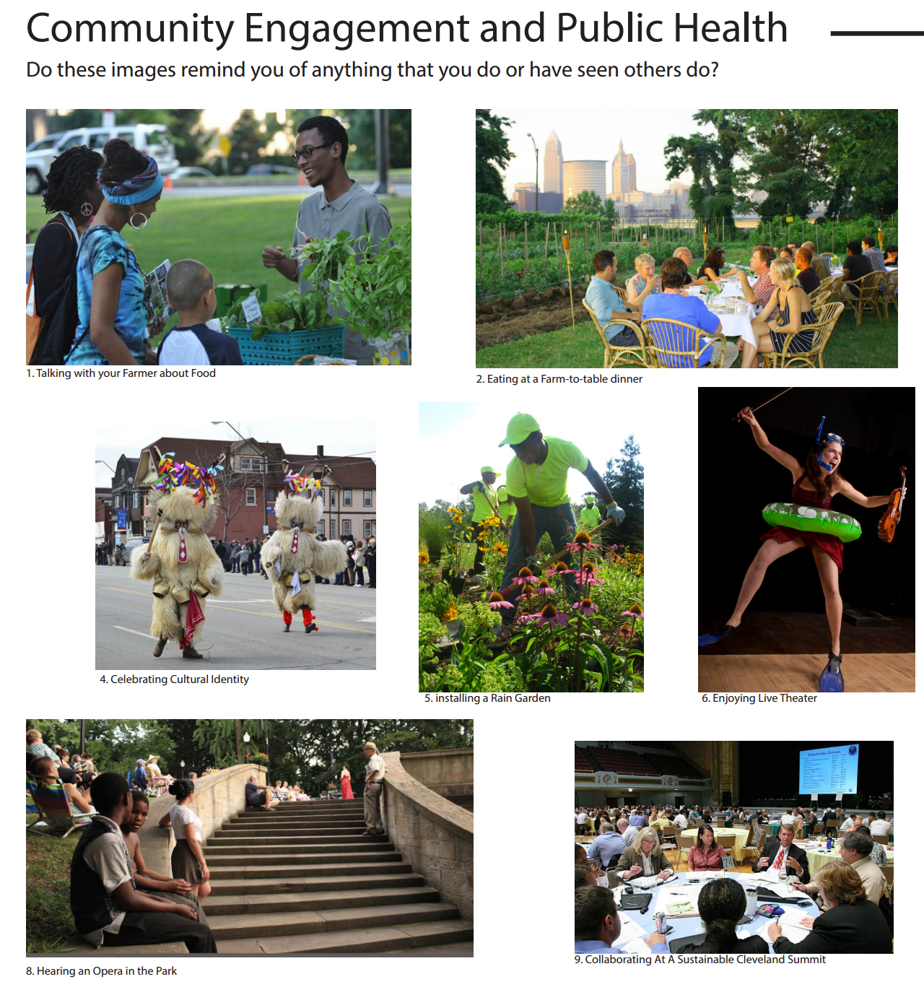 Community Engagement and Public Health
Do these images remind you of anything that you do or have seen others do?
1. Talking with your Farmer about Food
2. Eating at a Farm-to-table dinner
4. Celebrating Cultural Identity
5. installing a Rain Garden
6. Enjoying Live Theater
Stakeholder Groups
74
8. Hearing an Opera in the Park
9. Collaborating At A Sustainable Cleveland Summit